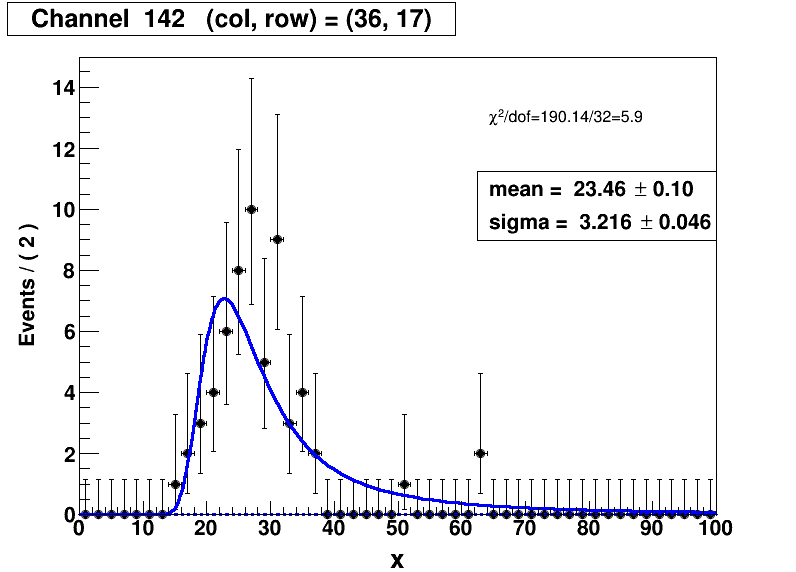 Channel  142   (col, row) = (36, 17)
χ²/dof=190.14/32=5.9
mean =  23.46 ± 0.10
sigma =  3.216 ± 0.046
Events / ( 2 )
14
12
10
8
6
4
2
0
0 10 20 30 40 50 60 70 80 90 100
x